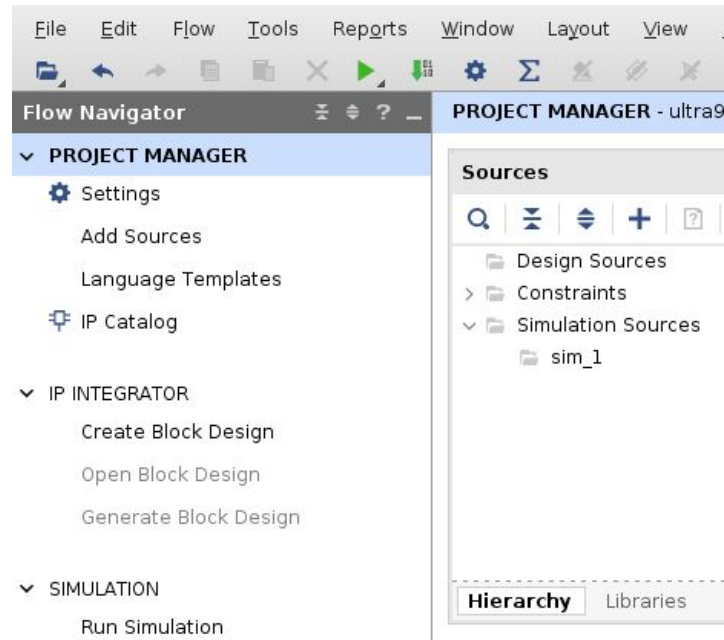 File Edit Flow Tools Reports Window Layout View
Flow Navigator ? _
PROJECT MANAGER
Settings
Add Sources
Language Templates
IP Catalog
IP INTEGRATOR
Create Block Design
Open Block Design
Generate Block Design
SIMULATION
Run Simulation
PROJECT MANAGER - ultra9
Sources
Design Sources
Constraints
Simulation Sources
sim_1
Hierarchy Libraries